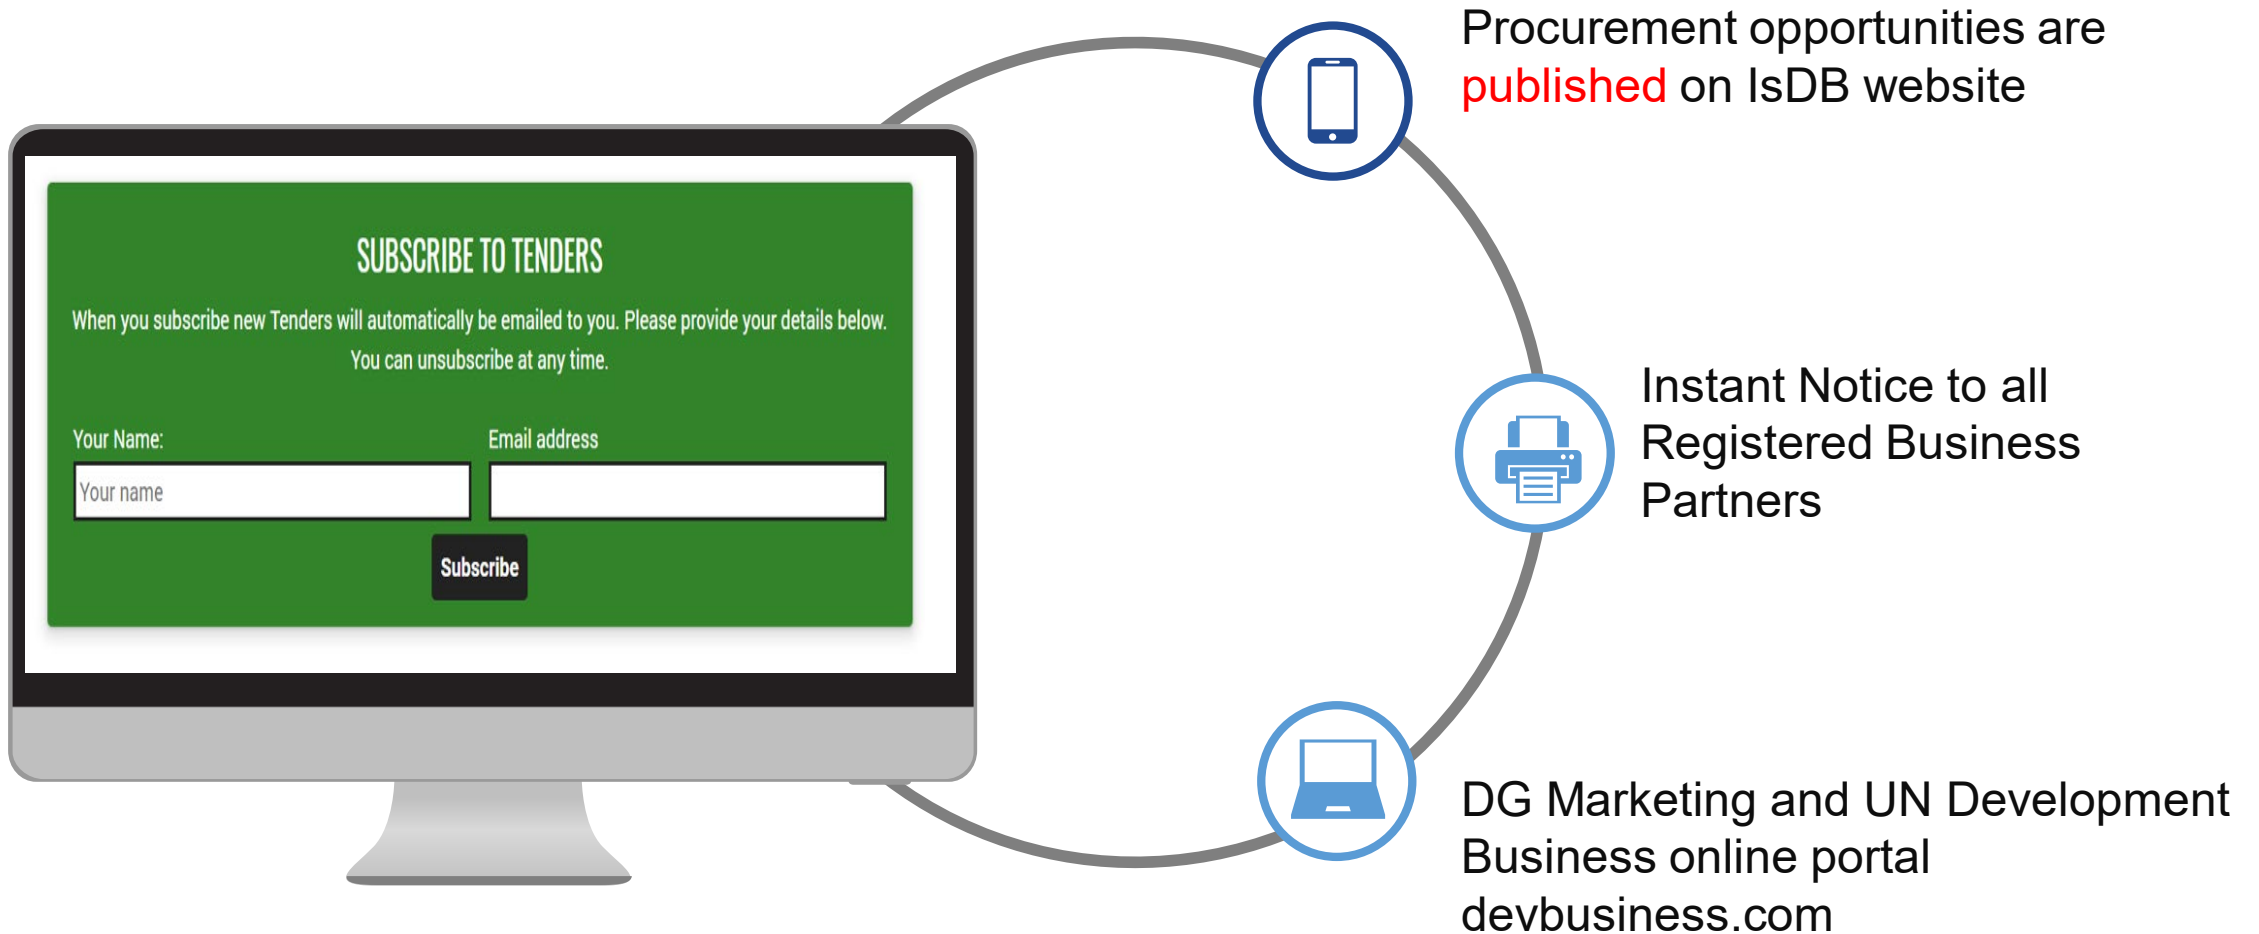 Procurement opportunities are
published on IsDB website
SUBSCRIBE TO TENDERS
When you subscribe new Tenders will automatically be emailed to you. Please provide your details below.
You can unsubscribe at any time.
Your Name:
Email address
Your name
Subscribe
Instant Notice to all
Registered Business
Partners
DG Marketing and UN Development
Business online portal
devbusiness.com